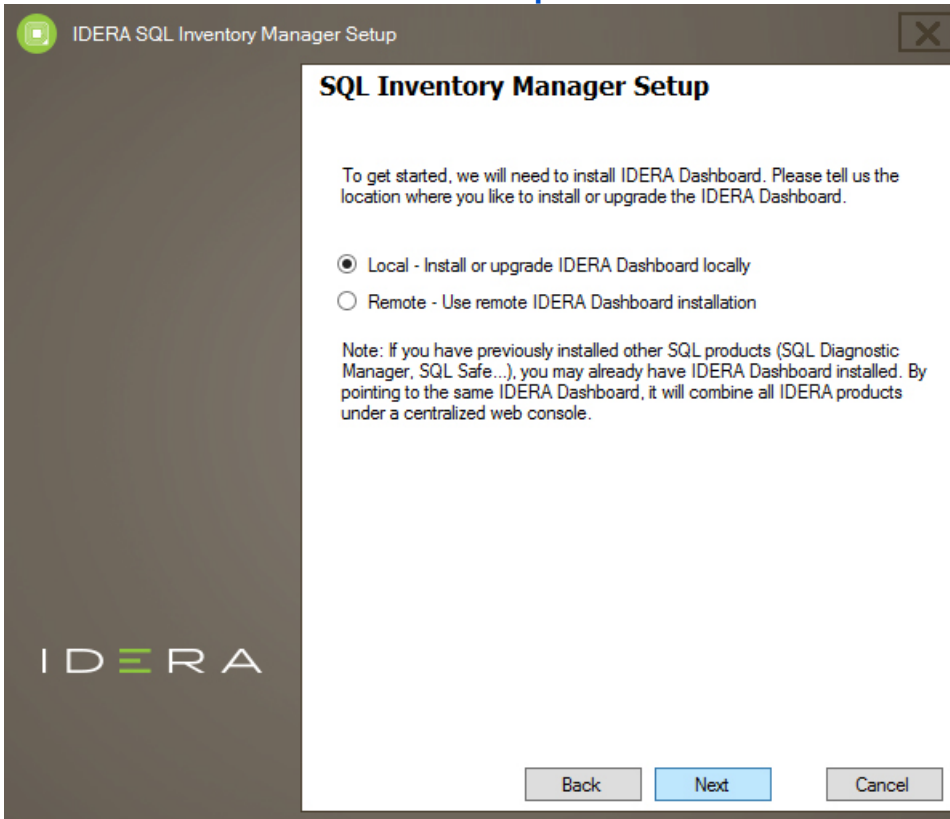 IDERA SQL Inventory Manager Setup
SQL Inventory Manager Setup
To get started, we will need to install IDERA Dashboard. Please tell us the
location where you like to install or upgrade the IDERA Dashboard.
Local - Install or upgrade IDERA Dashboard locally
Remote - Use remote IDERA Dashboard installation
Note: If you have previously installed other SQL products (SQL Diagnostic
Manager, SQL Safe...), you may already have IDERA Dashboard installed. By
pointing to the same IDERA Dashboard, it will combine all IDERA products
under a centralized web console.
IDERA
Back Next Cancel